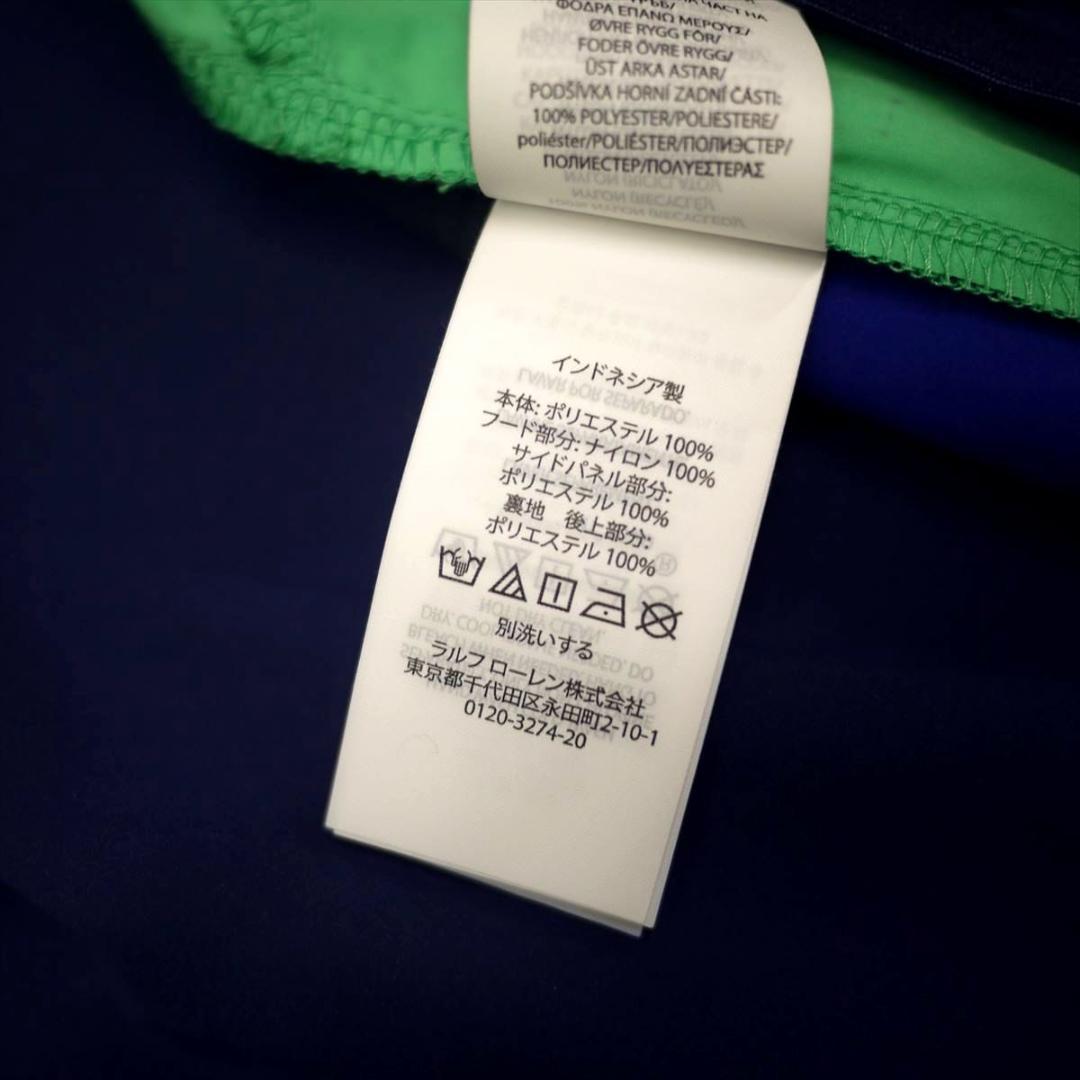 ΦΟΔΡΑ ΕΠΑΝΩ ΜΕΡΟΥΣ/
ØVRE RYGG FÔR/
FODER ÖVRE RYGG/
ÜST ARKA ASTAR/
PODŠÍVKA HORNÍ ZADNÍ ČÁSTI:
100% POLYESTER/POLIESTERE/
poliéster/POLIÉSTER/ПОЛИЭСТЕР/
ПОЛИЕСТЕР/ΠΟΛΥΕΣΤΕΡΑΣ
インドネシア製
本体: ポリエステル 100%
フード部分: ナイロン 100%
サイドパネル部分:
ポリエステル 100%
裏地　後上部分:
ポリエステル 100%
別洗いする
ラルフ ローレン株式会社
東京都千代田区永田町2-10-1
0120-3274-20